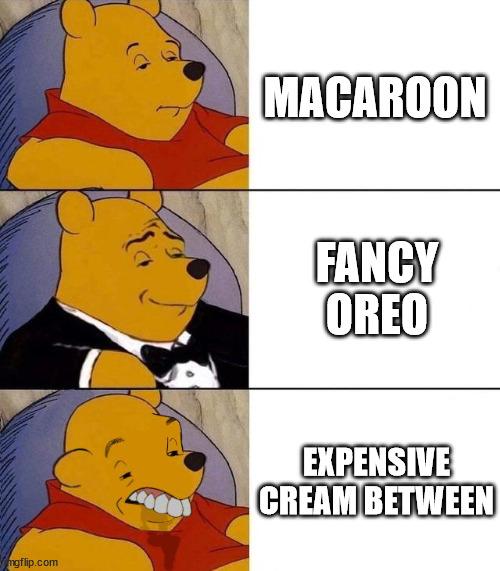 MACAROON
FANCY
OREO
EXPENSIVE
CREAM BETWEEN
imgflip.com